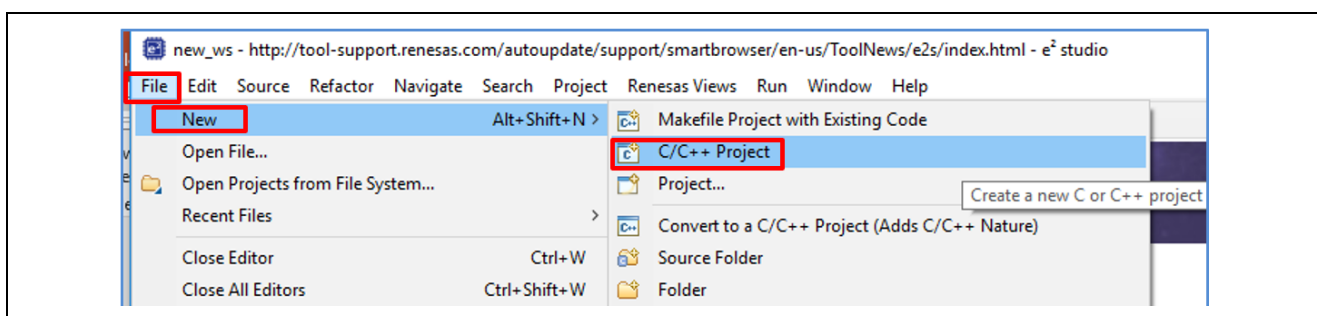 new_ws - http://tool-support.renesas.com/autoupdate/support/smartbrowser/en-us/ToolNews/e2s/index.html - e² studio
File Edit Source Refactor Navigate Search Project Renesas Views Run Window Help
New Alt+Shift+N >
Open File...
Open Projects from File System...
Recent Files >
Close Editor Ctrl+W
Close All Editors Ctrl+Shift+W
Makefile Project with Existing Code
C/C++ Project
Project...
Create a new C or C++ project
Convert to a C/C++ Project (Adds C/C++ Nature)
Source Folder
Folder